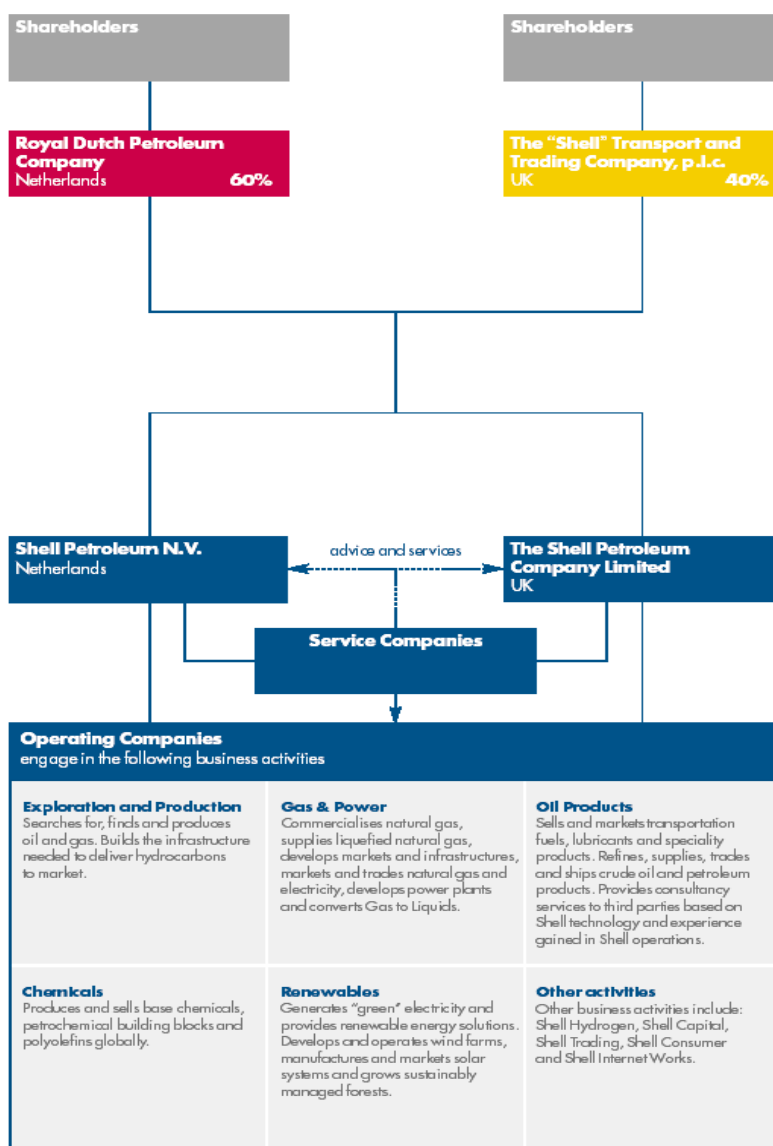 Shareholders
Shareholders
Royal Dutch Petroleum
Company
Netherlands 60%
The "Shell" Transport and
Trading Company, p.l.c.
UK 40%
Shell Petroleum N.V.
Netherlands
advice and services
The Shell Petroleum
Company Limited
UK
Service Companies
Operating Companies
engage in the following business activities
Exploration and Production
Searches for, finds and produces
oil and gas. Builds the infrastructure
needed to deliver hydrocarbons
to market.
Gas & Power
Commercialises natural gas,
supplies liquefied natural gas,
develops markets and infrastructures,
markets and trades natural gas and
electricity, develops power plants
and converts Gas to Liquids.
Oil Products
Sells and markets transportation
fuels, lubricants and speciality
products. Refines, supplies, trades
and ships crude oil and petroleum
products. Provides consultancy
services to third parties based on
Shell technology and experience
gained in Shell operations.
Chemicals
Produces and sells base chemicals,
petrochemical building blocks and
polyolefins globally.
Renewables
Generates "green" electricity and
provides renewable energy solutions.
Develops and operates wind farms,
manufactures and markets solar
systems and grows sustainably
managed forests.
Other activities
Other business activities include:
Shell Hydrogen, Shell Capital,
Shell Trading, Shell Consumer
and Shell Internet Works.